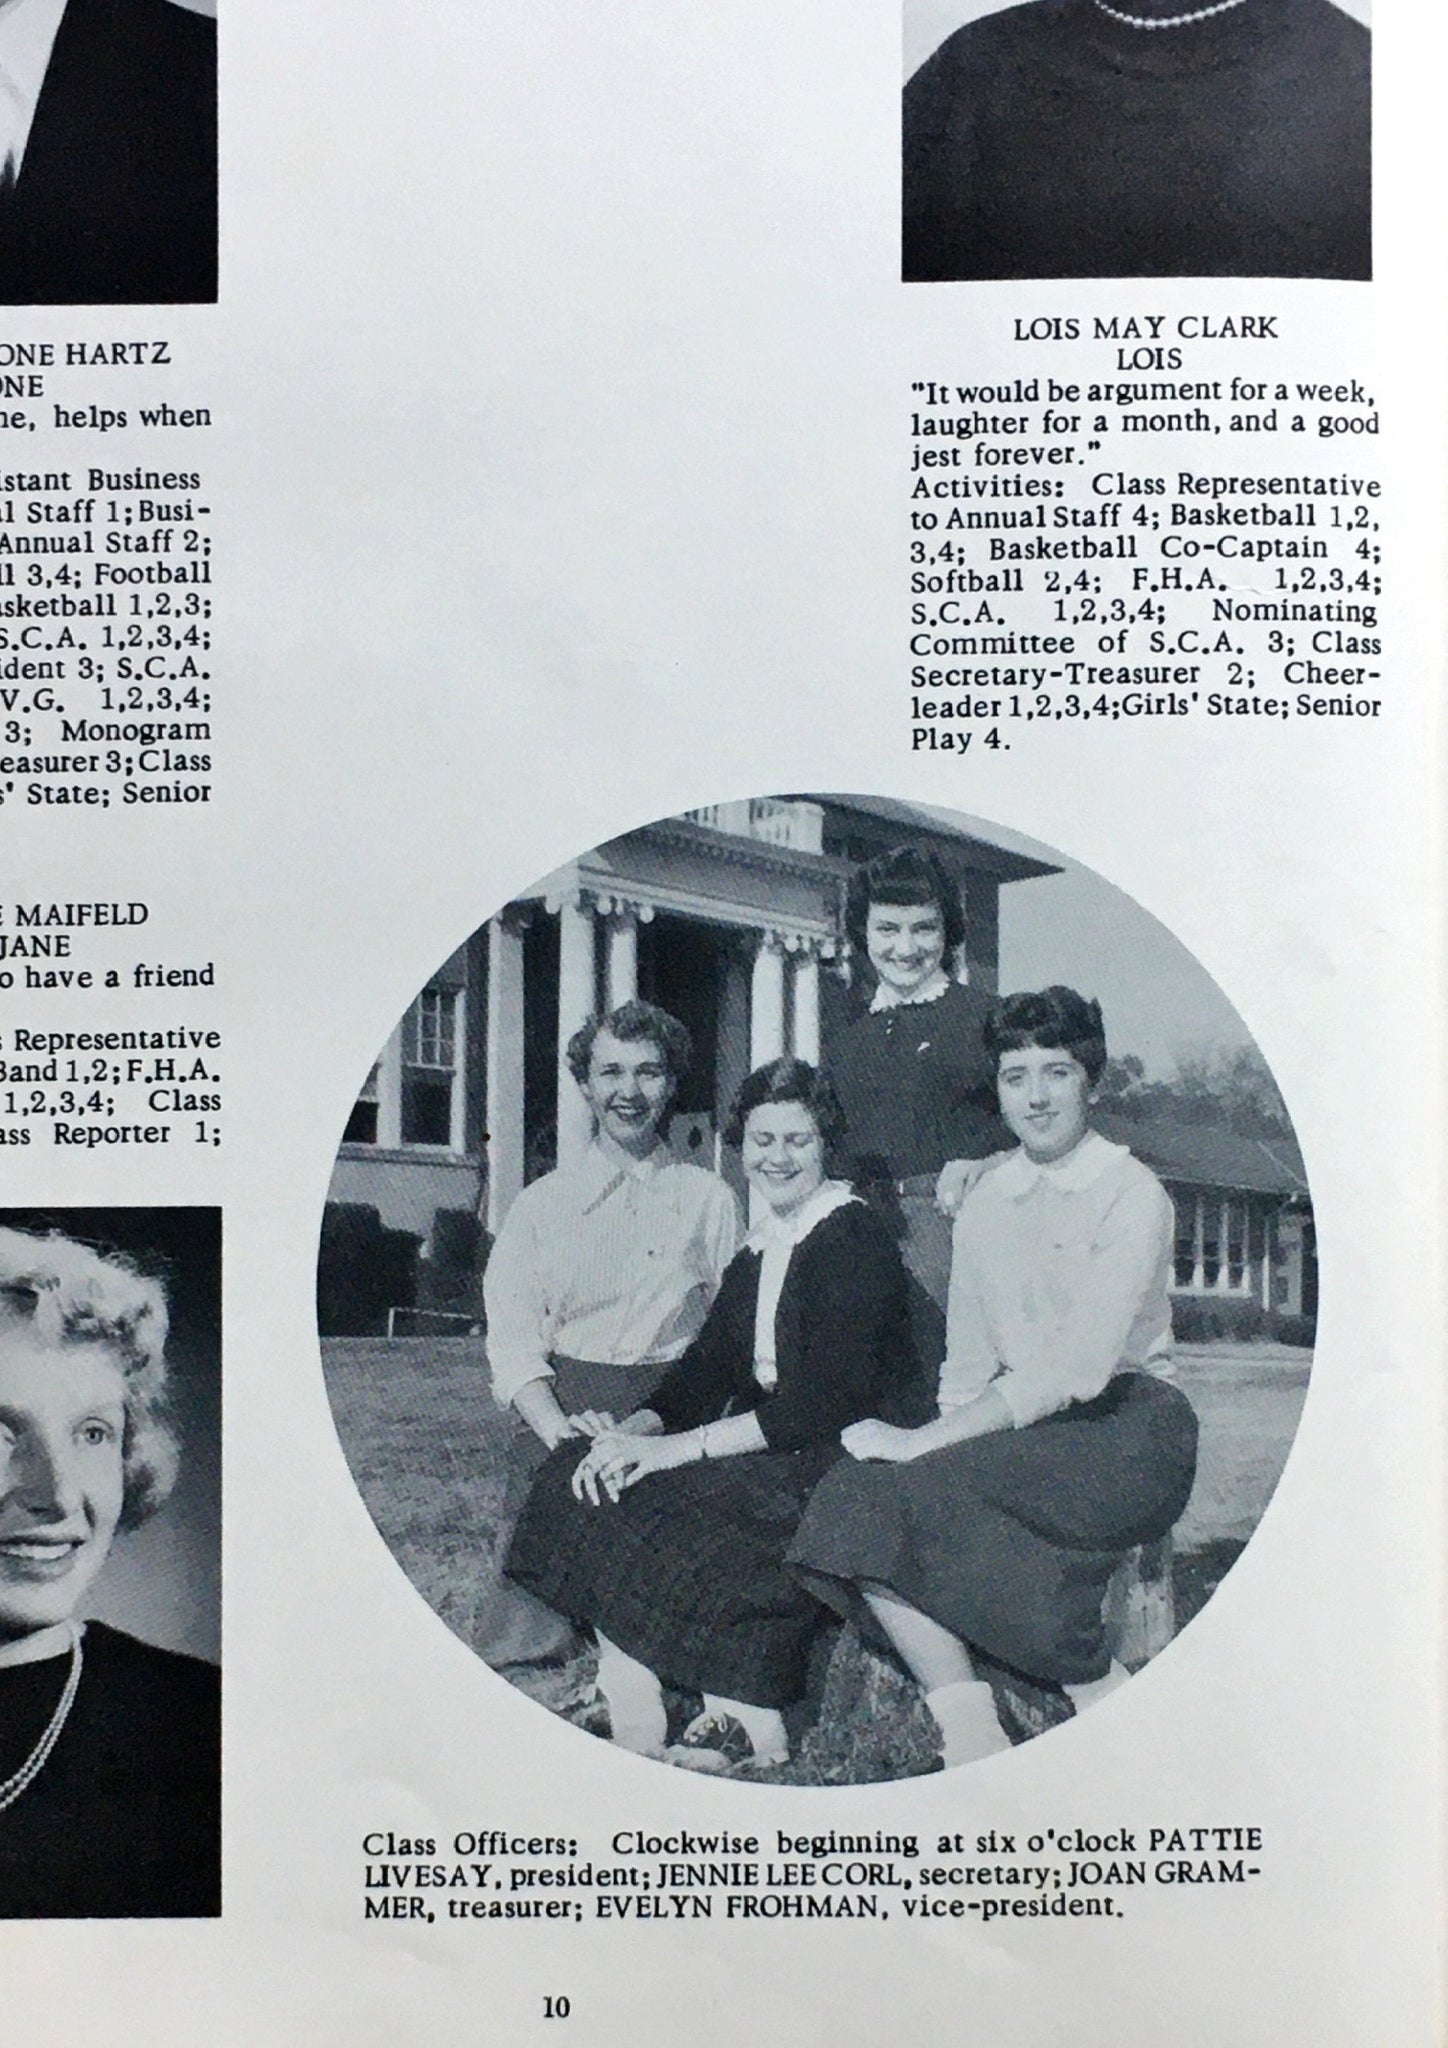 ONE HARTZ
ONE
ne, helps when
istant Business
al Staff 1; Busi-
Annual Staff 2;
ll 3,4; Football
asketball 1,2,3;
S.C.A. 1,2,3,4;
ident 3; S.C.A.
V.G. 1,2,3,4;
3; Monogram
easurer 3; Class
s' State; Senior
E MAIFELD
JANE
o have a friend
s Representative
Band 1,2; F.H.A.
1,2,3,4; Class
ass Reporter 1;
LOIS MAY CLARK
LOIS
"It would be argument for a week,
laughter for a month, and a good
jest forever."
Activities: Class Representative
to Annual Staff 4; Basketball 1,2,
3,4; Basketball Co-Captain 4;
Softball 2,4; F.H.A. 1,2,3,4;
S.C.A. 1,2,3,4; Nominating
Committee of S.C.A. 3; Class
Secretary-Treasurer 2; Cheer-
leader 1,2,3,4; Girls' State; Senior
Play 4.
Class Officers: Clockwise beginning at six o'clock PATTIE
LIVESAY, president; JENNIE LEE CORL, secretary; JOAN GRAM-
MER, treasurer; EVELYN FROHMAN, vice-president.
10